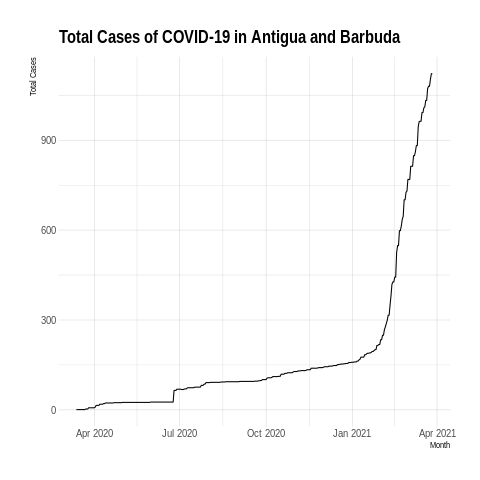 Total Cases of COVID-19 in Antigua and Barbuda
Total Cases
900
600
300
0
Apr 2020 Jul 2020 Oct 2020 Jan 2021 Apr 2021
Month